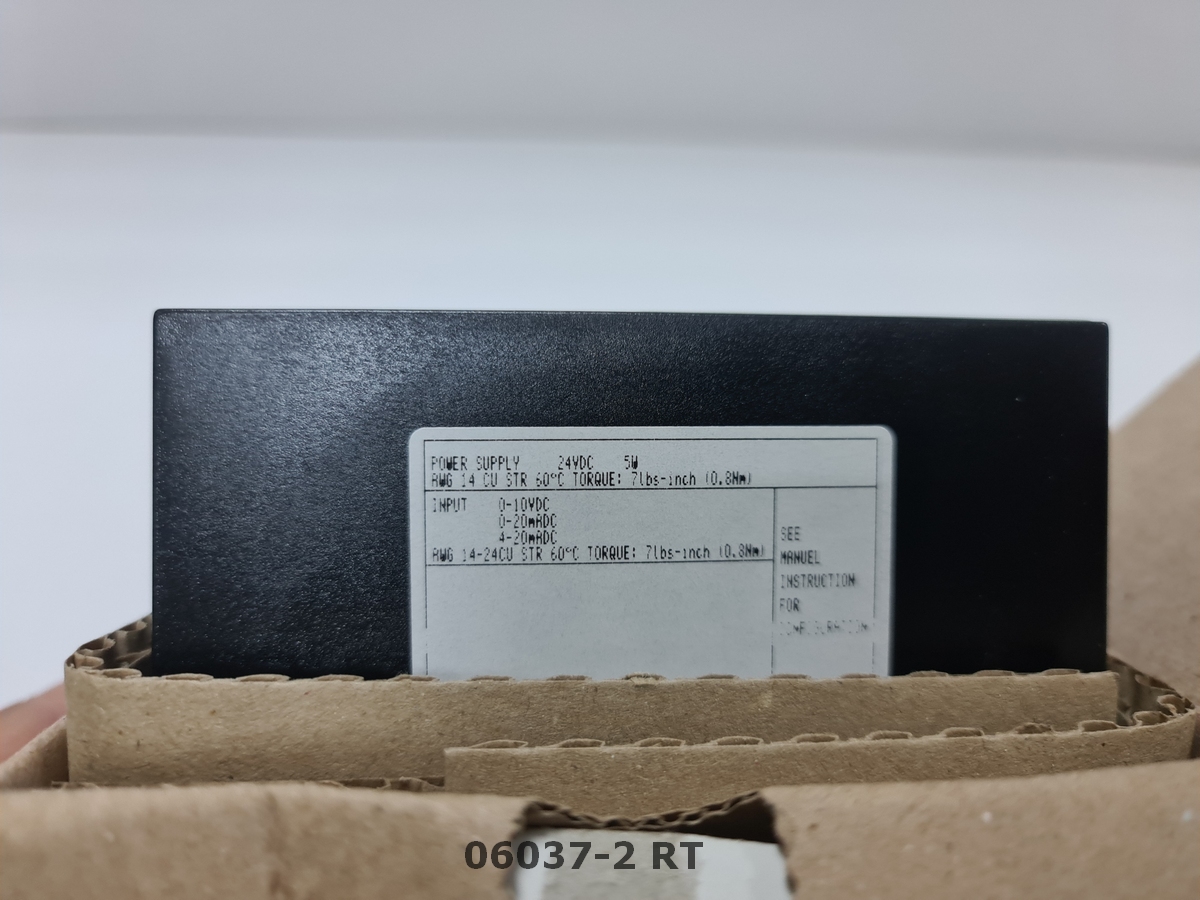 POWER SUPPLY 24VDC 5W
AWG 14 CU STR 60°C TORQUE: 7lbs-inch (0.8Nm)
INPUT 0-10VDC
0-20mADC
4-20mADC
AWG 14-24CU STR 60°C TORQUE: 7lbs-inch (0.8Nm)
SEE
MANUEL
INSTRUCTION
FOR
CONFIGURATION
06037-2 RT